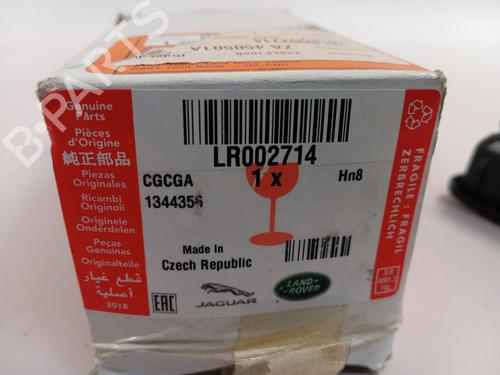 B-PARTS
Genuine
Parts
Pièces
d'Origine
純正部品
Piezas
Originales
Ricambi
Originali
Originele
Onderdelen
Peças
Genuinas
Originalteile
قطع غيار
أصلية
2018
LR002714
CGCGA
1 x
Hn8
1344356
Made In
Czech Republic
EAC
JAGUAR
LAND-
ROVER
FRAGILE : FRAGIL
ZERBRECHLICH